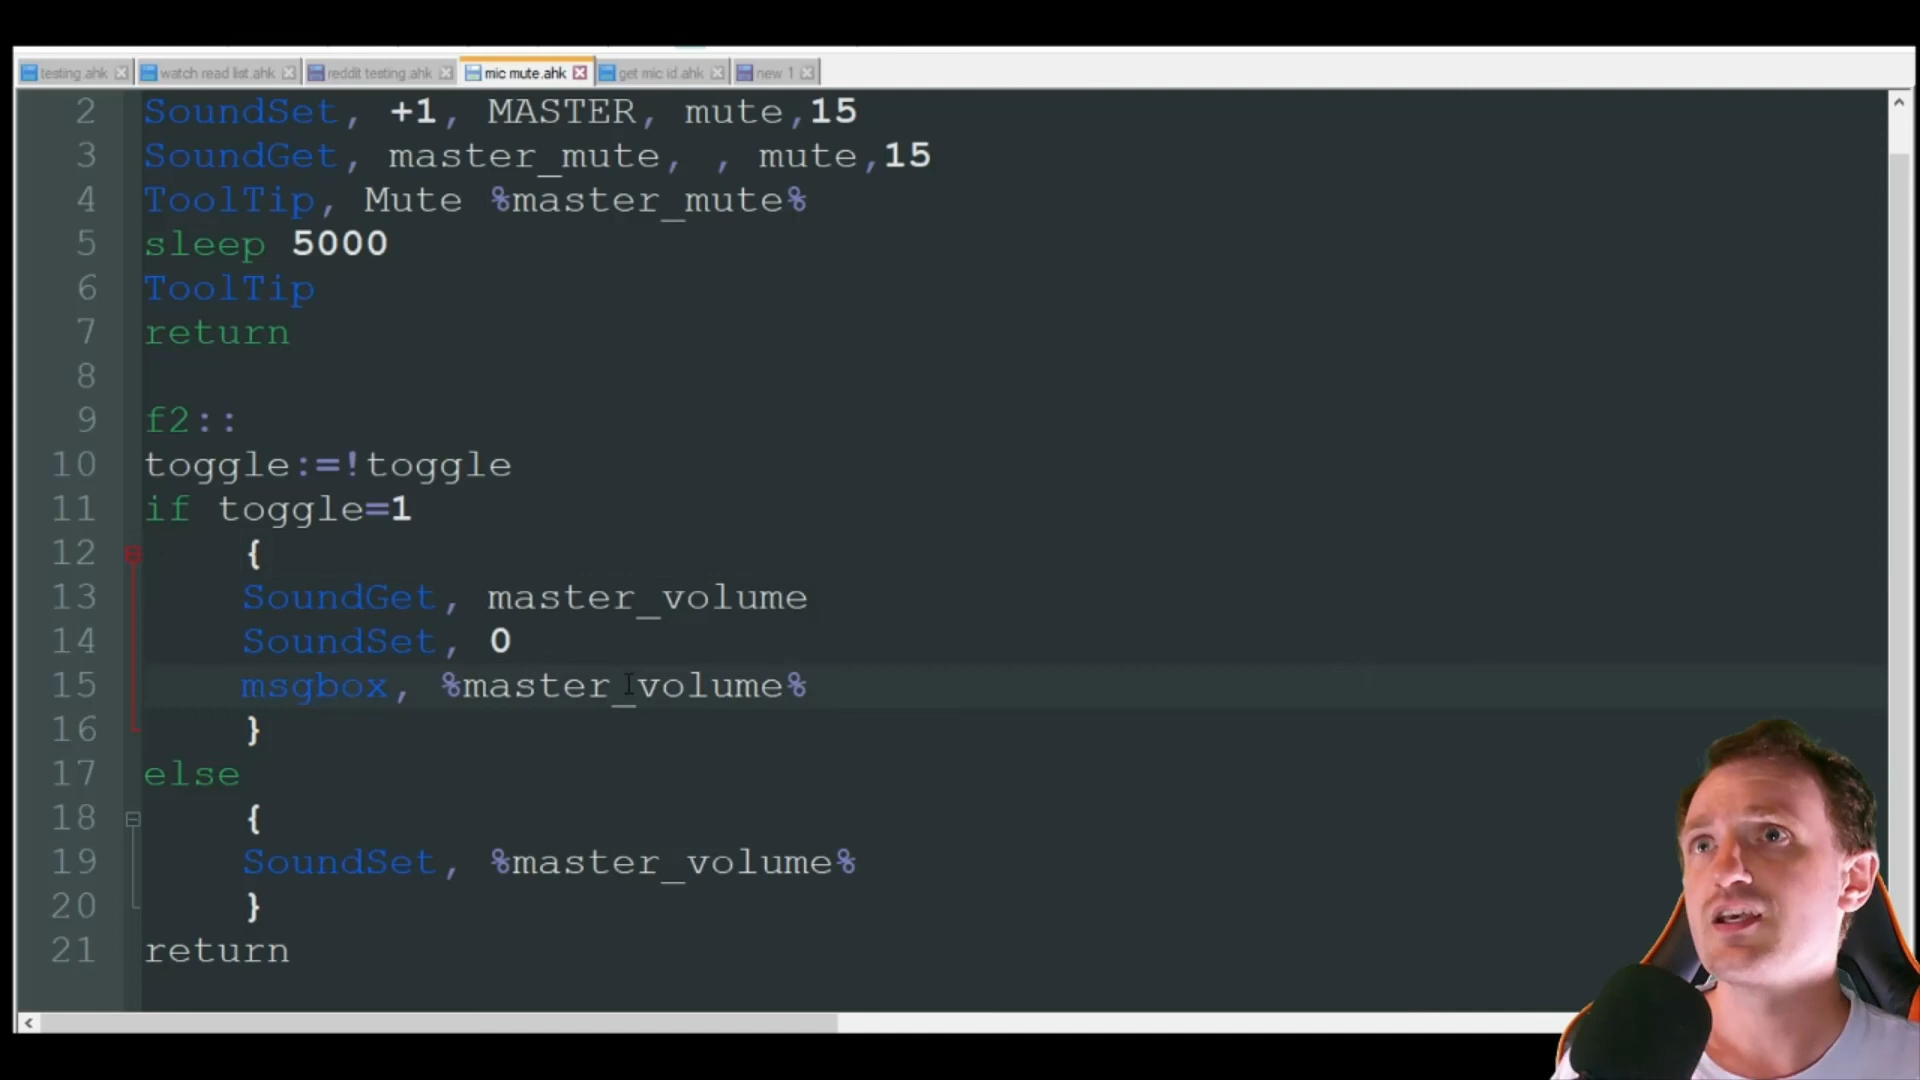 testing.ahk watch read list.ahk reddit testing.ahk mic mute.ahk get mic id.ahk new 1
2 SoundSet, +1, MASTER, mute,15
3 SoundGet, master_mute, , mute,15
4 ToolTip, Mute %master_mute%
5 sleep 5000
6 ToolTip
7 return
8
9 f2::
10 toggle:=!toggle
11 if toggle=1
12 {
13 SoundGet, master_volume
14 SoundSet, 0
15 msgbox, %master_volume%
16 }
17 else
18 {
19 SoundSet, %master_volume%
20 }
21 return